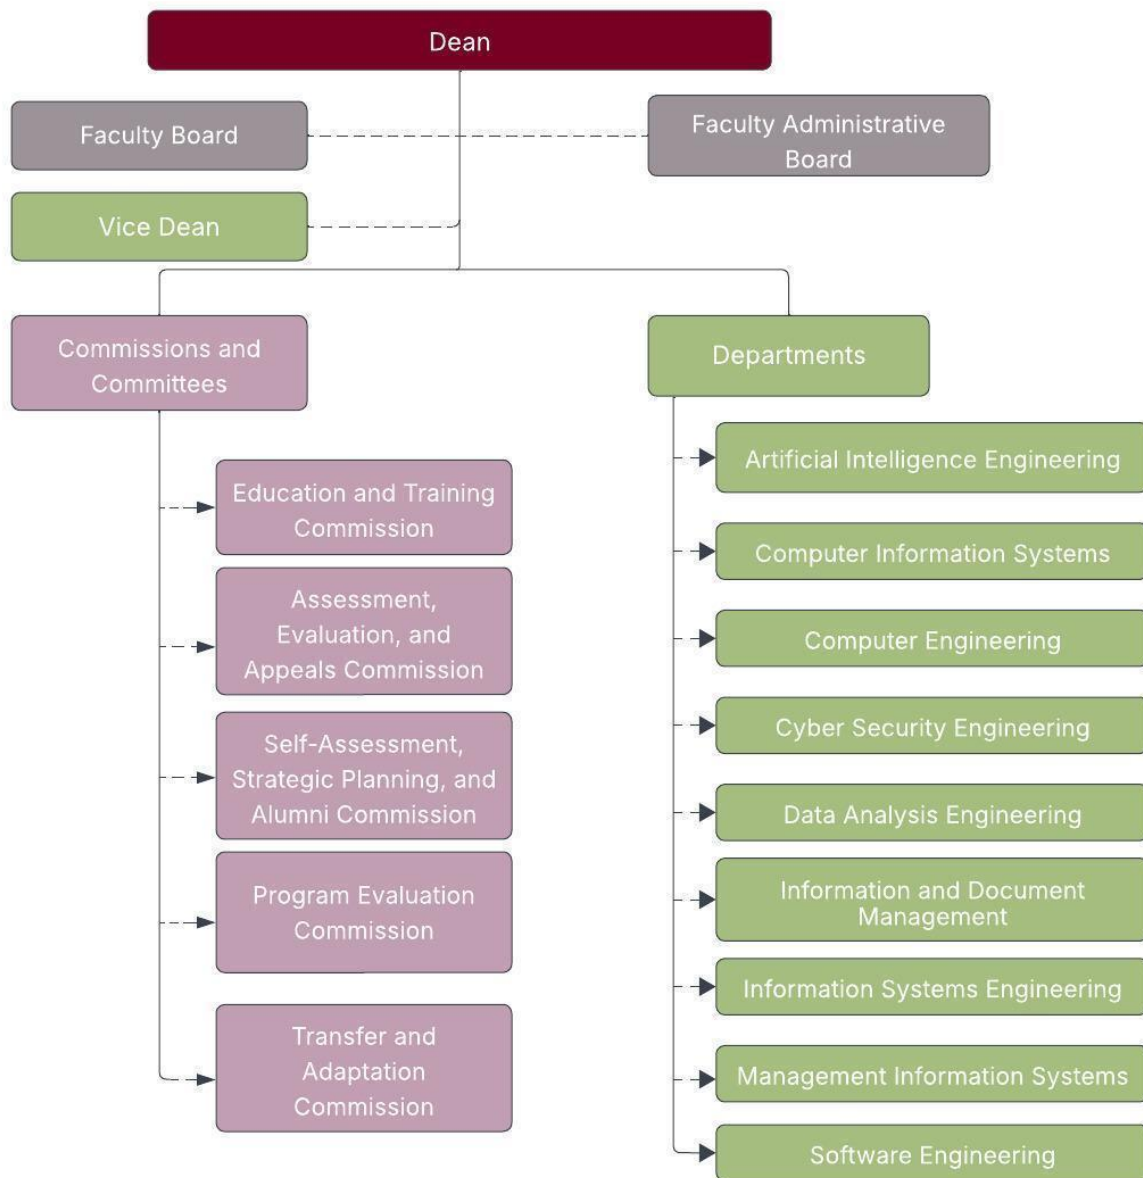 Dean
Faculty Board
Faculty Administrative
Board
Vice Dean
Commissions and
Committees
Education and Training
Commission
Assessment,
Evaluation, and
Appeals Commission
Self-Assessment,
Strategic Planning, and
Alumni Commission
Program Evaluation
Commission
Transfer and
Adaptation
Commission
Departments
Artificial Intelligence Engineering
Computer Information Systems
Computer Engineering
Cyber Security Engineering
Data Analysis Engineering
Information and Document
Management
Information Systems Engineering
Management Information Systems
Software Engineering